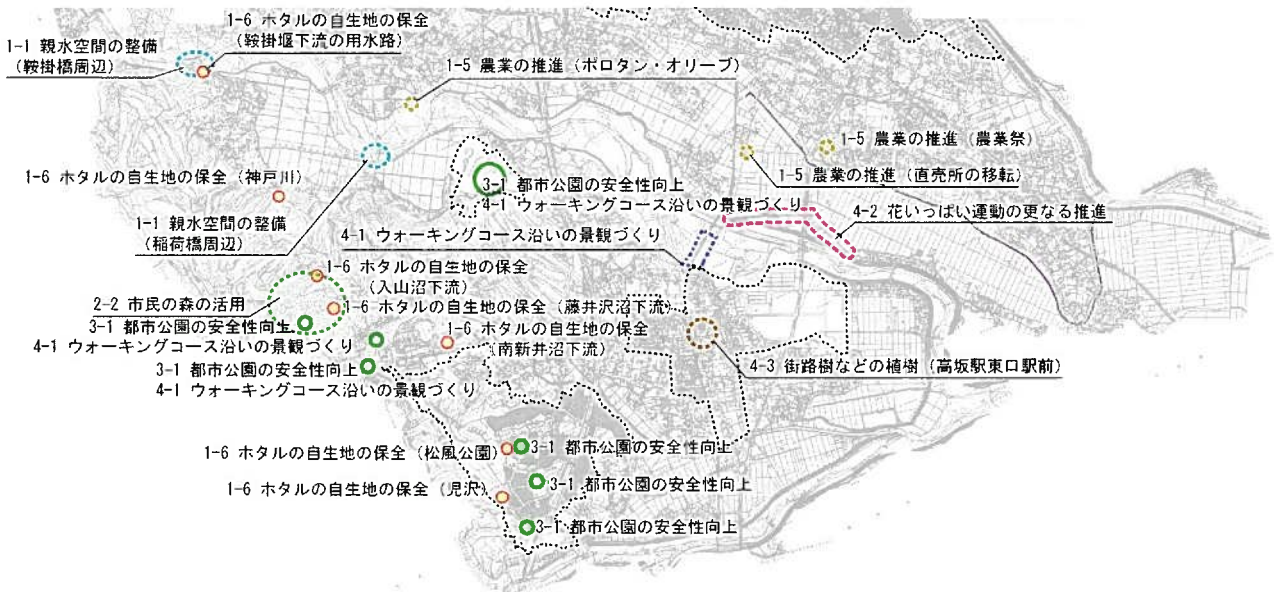 1-6 ホタルの自生地の保全
(鞍掛堰下流の用水路)
1-1 親水空間の整備
(鞍掛橋周辺)
1-5 農業の推進(ポロタン・オリーブ)
1-5 農業の推進(農業祭)
1-5 農業の推進(直売所の移転)
1-6 ホタルの自生地の保全(神戸川)
3-1 都市公園の安全性向上
4-1 ウォーキングコース沿いの景観づくり
4-2 花いっぱい運動の更なる推進
1-1 親水空間の整備
(稲荷橋周辺)
4-1 ウォーキングコース沿いの景観づくり
1-6 ホタルの自生地の保全
(入山沼下流)
2-2 市民の森の活用
1-6 ホタルの自生地の保全(藤井沢沼下流)
3-1 都市公園の安全性向上
4-1 ウォーキングコース沿いの景観づくり
1-6 ホタルの自生地の保全
(南新井沼下流)
3-1 都市公園の安全性向上
4-1 ウォーキングコース沿いの景観づくり
4-3 街路樹などの植樹(高坂駅東口駅前)
1-6 ホタルの自生地の保全(松風公園)
3-1 都市公園の安全性向上
1-6 ホタルの自生地の保全(児沢)
3-1 都市公園の安全性向上
3-1 都市公園の安全性向上